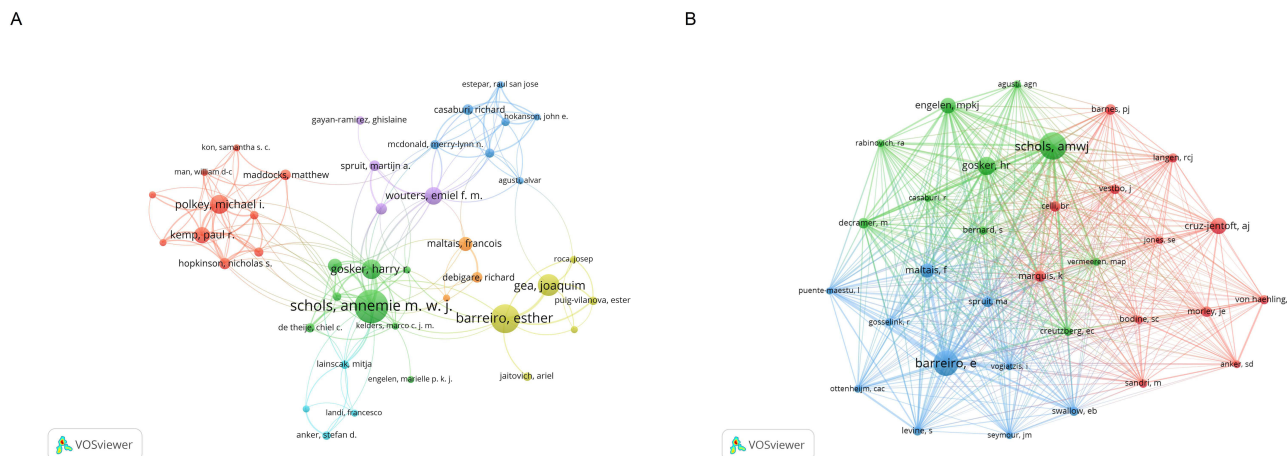 A
B
estepar, raul san jose
casaburi, richard
hokanson, john e.
gayan-ramirez, ghislaine
mcdonald, merry-lynn n.
kon, samantha s. c.
man, william d-c
maddocks, matthew
spruit, martijn a.
agusti, alvar
wouters, emiel f. m.
polkey, michael i.
kemp, paul r.
hopkinson, nicholas s.
maltais, francois
gosker, harry r.
debigare, richard
roca, josep
gea, joaquim
puig-vilanova, ester
schols, annemie m. w. j.
barreiro, esther
de theije, chiel c.
kelders, marco c. j. m.
lainscak, mitja
engelen, marielle p. k. j.
jaitovich, ariel
landi, francesco
anker, stefan d.
VOSviewer
agusti, agn
engelen, mpkj
barnes, pj
rabinovich, ra
schols, amwj
langen, rcj
gosker, hr
vestbo, j
casaburi, r
celli, br
decramer, m
bernard, s
cruz-jentoft, aj
jones, se
maltais, f
vermeeren, map
marquis, k
puente-maestu, l
spruit, ma
von haehling,
gosselink, r
bodine, sc
morley, je
creutzberg, ec
barreiro, e
vogiatzis, i
anker, sd
ottenheijm, cac
sandri, m
swallow, eb
levine, s
seymour, jm
VOSviewer